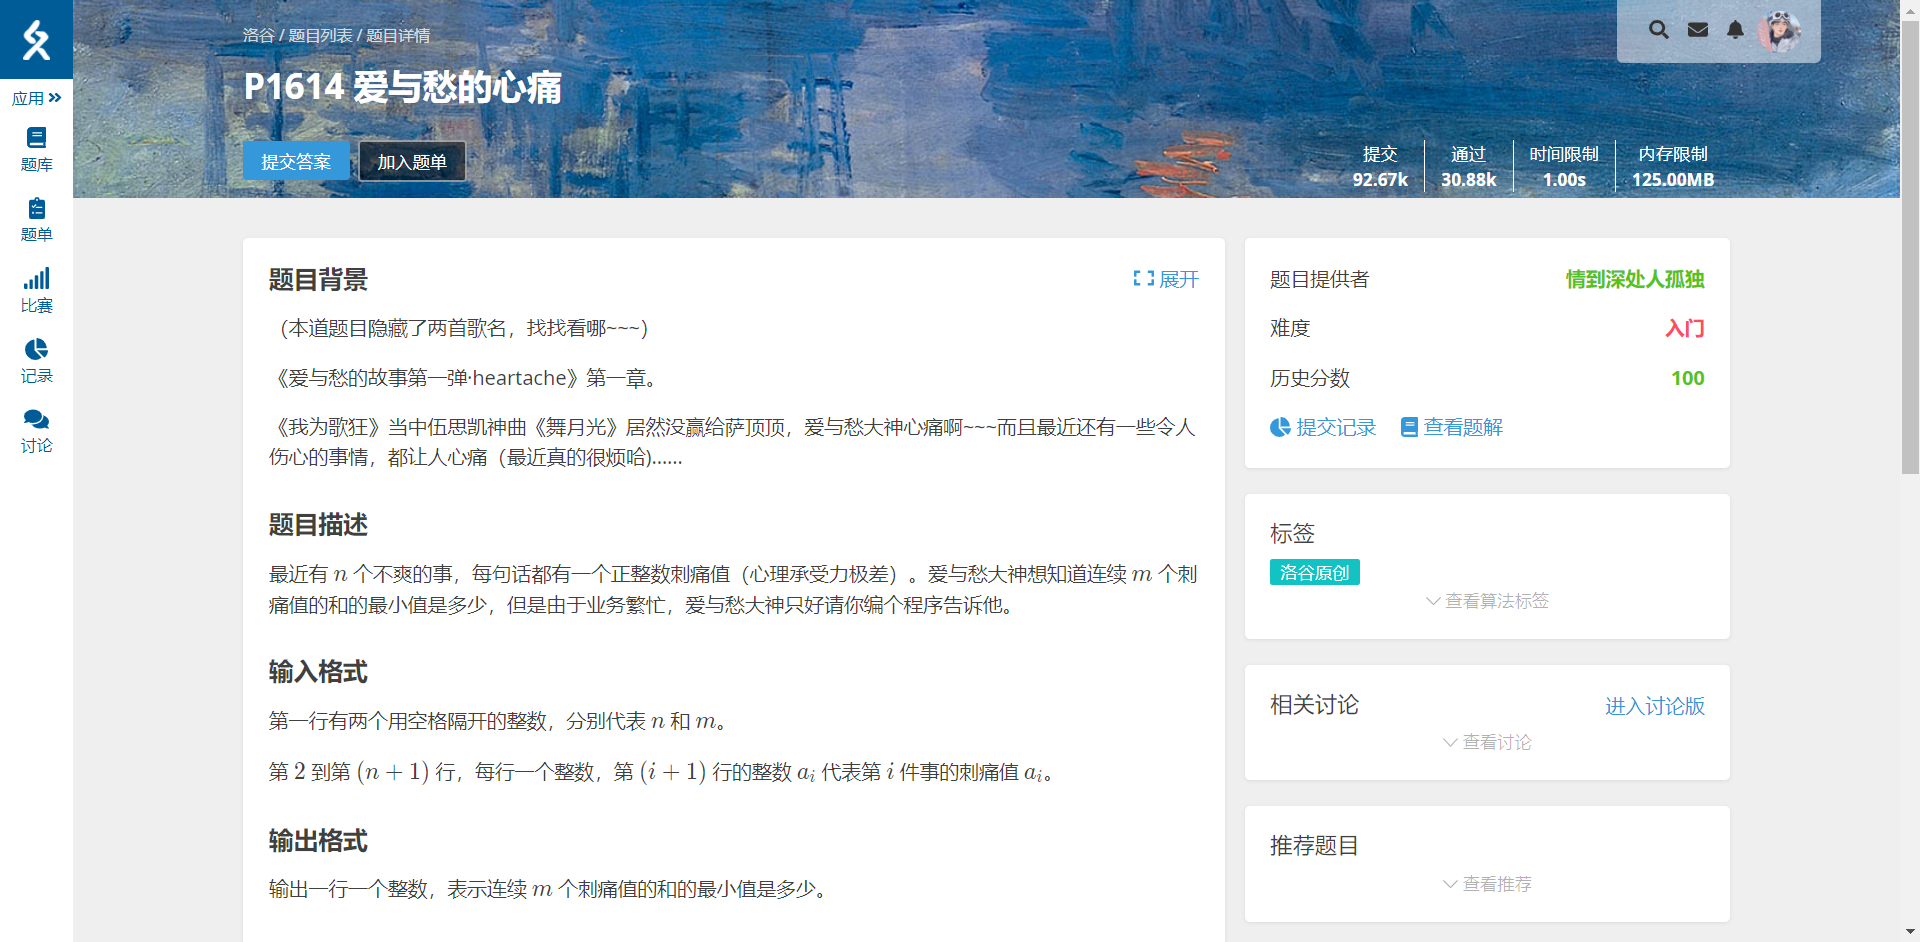 洛谷 / 题目列表 / 题目详情
P1614 爱与愁的心痛
提交答案
加入题单
提交
92.67k
通过
30.88k
时间限制
1.00s
内存限制
125.00MB
应用
题库
题单
比赛
记录
讨论
题目背景
展开
（本道题目隐藏了两首歌名，找找看哪~~~）
《爱与愁的故事第一弹·heartache》第一章。
《我为歌狂》当中伍思凯神曲《舞月光》居然没赢给萨顶顶，爱与愁大神心痛啊~~~而且最近还有一些令人
伤心的事情，都让人心痛（最近真的很烦哈)……
题目描述
最近有 n 个不爽的事，每句话都有一个正整数刺痛值（心理承受力极差）。爱与愁大神想知道连续 m 个刺
痛值的和的最小值是多少，但是由于业务繁忙，爱与愁大神只好请你编个程序告诉他。
输入格式
第一行有两个用空格隔开的整数，分别代表 n 和 m。
第 2 到第 (n + 1) 行，每行一个整数，第 (i + 1) 行的整数 aᵢ 代表第 i 件事的刺痛值 aᵢ。
输出格式
输出一行一个整数，表示连续 m 个刺痛值的和的最小值是多少。
题目提供者
情到深处人孤独
难度
入门
历史分数
100
提交记录
查看题解
标签
洛谷原创
查看算法标签
相关讨论
进入讨论版
查看讨论
推荐题目
查看推荐